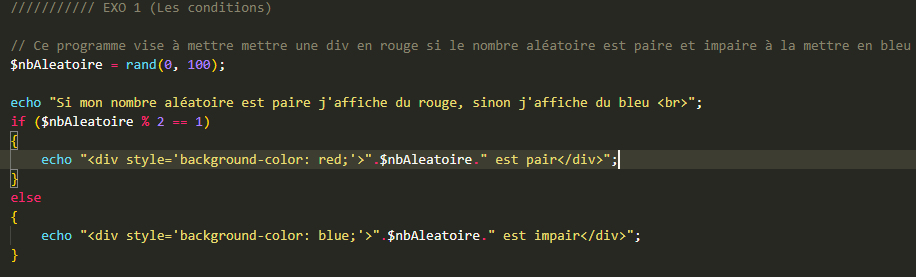 /////////// EXO 1 (Les conditions)
// Ce programme vise à mettre mettre une div en rouge si le nombre aléatoire est paire et impaire à la mettre en bleu
$nbAleatoire = rand(0, 100);
echo "Si mon nombre aléatoire est paire j'affiche du rouge, sinon j'affiche du bleu <br>";
if ($nbAleatoire % 2 == 1)
{
echo "<div style='background-color: red;'>".$nbAleatoire." est pair</div>";
}
else
{
echo "<div style='background-color: blue;'>".$nbAleatoire." est impair</div>";
}